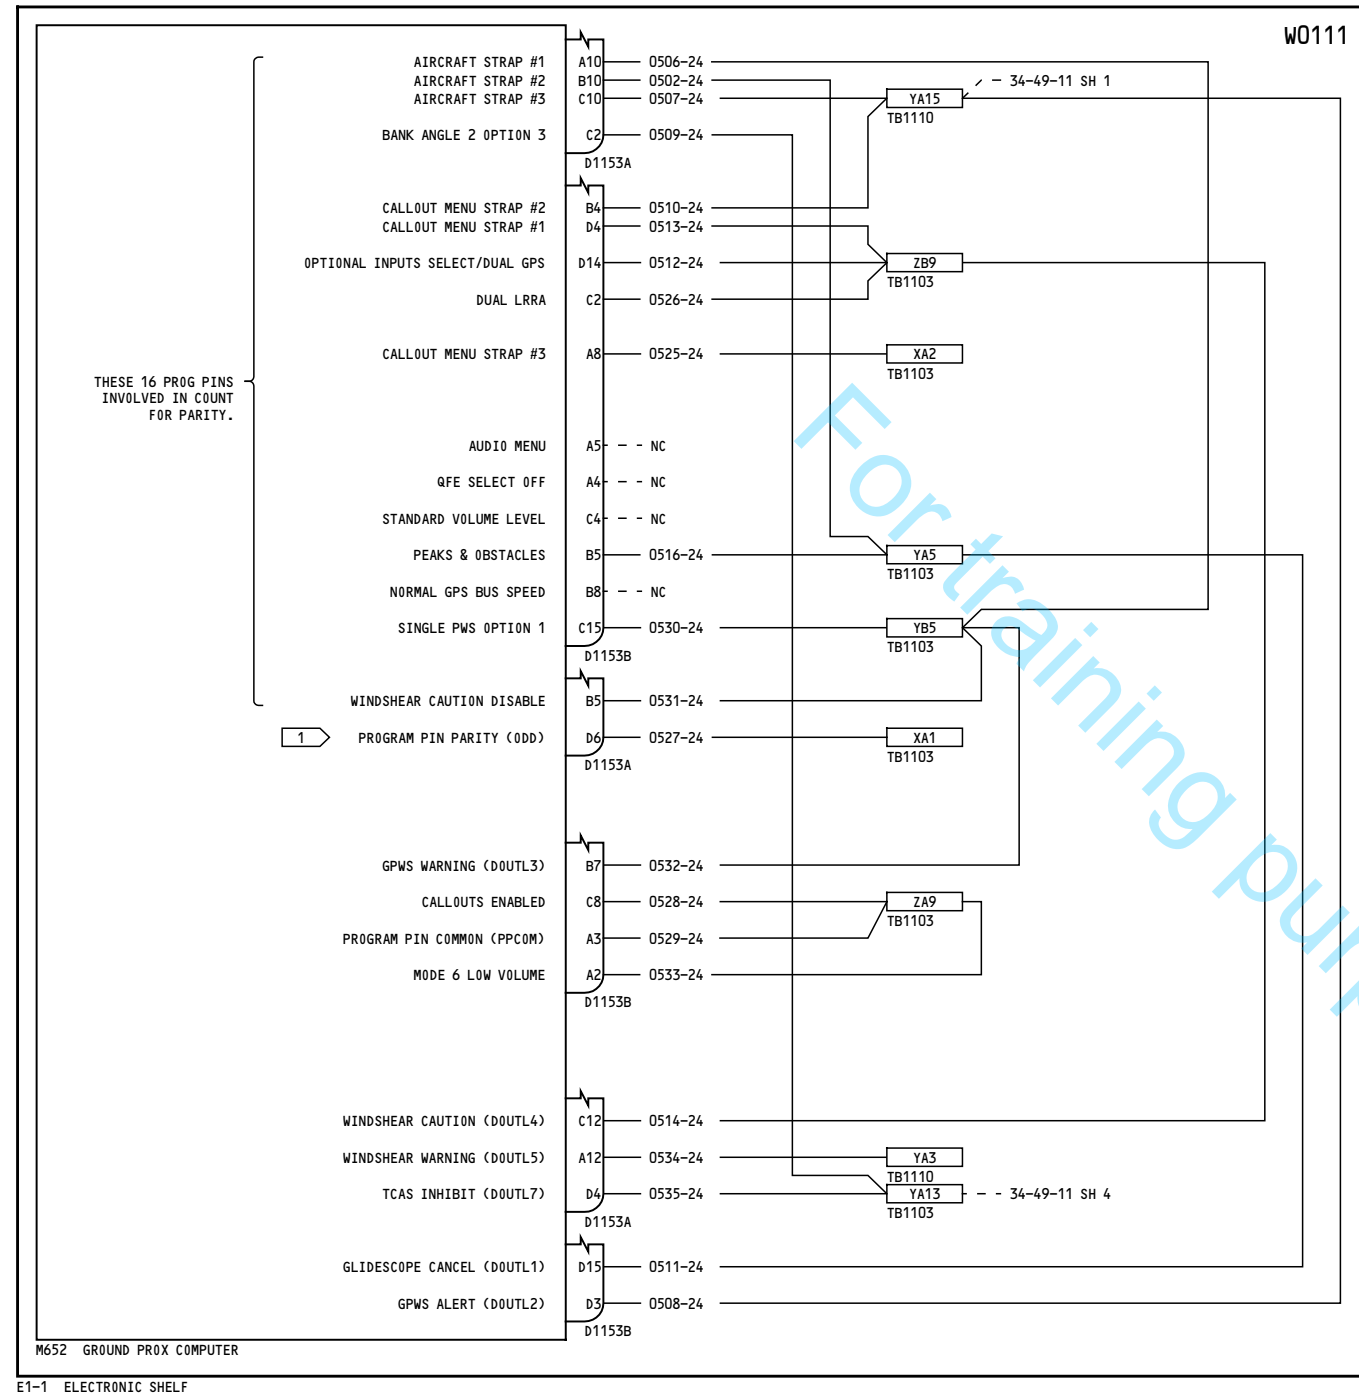 W0111
AIRCRAFT STRAP #1 A10 0506-24
AIRCRAFT STRAP #2 B10 0502-24 34-49-11 SH 1
AIRCRAFT STRAP #3 C10 0507-24 YA15
TB1110
BANK ANGLE 2 OPTION 3 C2 0509-24
D1153A
CALLOUT MENU STRAP #2 B4 0510-24
CALLOUT MENU STRAP #1 D4 0513-24
OPTIONAL INPUTS SELECT/DUAL GPS D14 0512-24 ZB9
TB1103
DUAL LRRA C2 0526-24
CALLOUT MENU STRAP #3 A8 0525-24 XA2
TB1103
THESE 16 PROG PINS
INVOLVED IN COUNT
FOR PARITY.
AUDIO MENU A5 NC
QFE SELECT OFF A4 NC
STANDARD VOLUME LEVEL C4 NC
PEAKS & OBSTACLES B5 0516-24 YA5
TB1103
NORMAL GPS BUS SPEED B8 NC
SINGLE PWS OPTION 1 C15 0530-24 YB5
TB1103
D1153B
WINDSHEAR CAUTION DISABLE B5 0531-24
1 PROGRAM PIN PARITY (ODD) D6 0527-24 XA1
TB1103
D1153A
GPWS WARNING (DOUTL3) B7 0532-24
CALLOUTS ENABLED C8 0528-24 ZA9
TB1103
PROGRAM PIN COMMON (PPCOM) A3 0529-24
MODE 6 LOW VOLUME A2 0533-24
D1153B
WINDSHEAR CAUTION (DOUTL4) C12 0514-24
WINDSHEAR WARNING (DOUTL5) A12 0534-24 YA3
TB1110
TCAS INHIBIT (DOUTL7) D4 0535-24 YA13 34-49-11 SH 4
TB1103
D1153A
GLIDESCOPE CANCEL (DOUTL1) D15 0511-24
GPWS ALERT (DOUTL2) D3 0508-24
D1153B
M652 GROUND PROX COMPUTER
E1-1 ELECTRONIC SHELF
For training